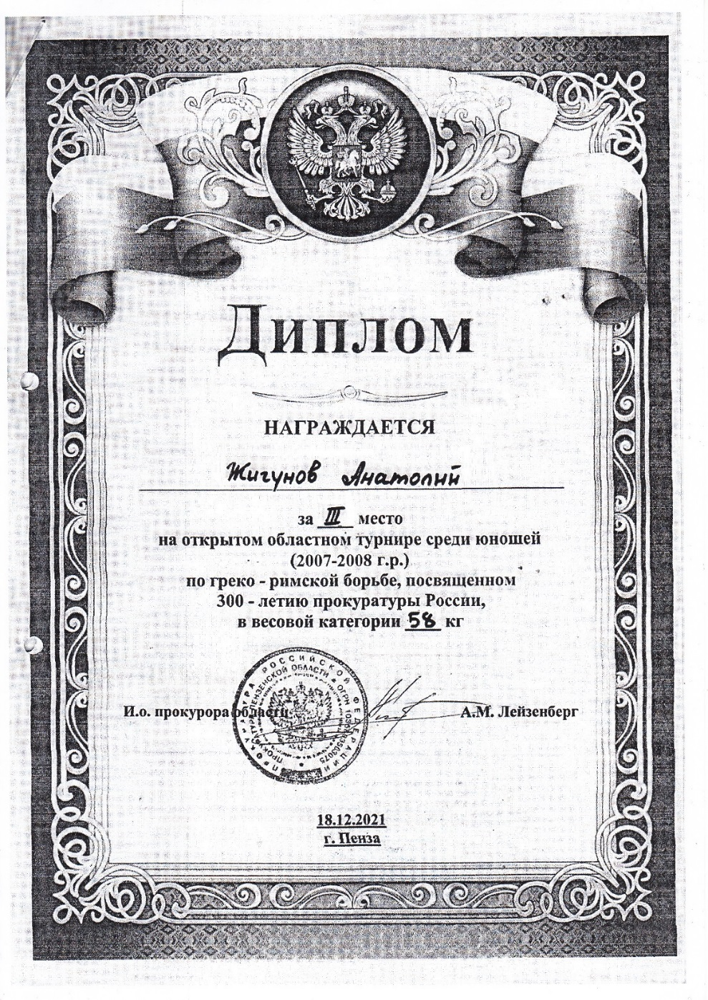 Диплом
НАГРАЖДАЕТСЯ
Жигунов Анатолий
за III место
на открытом областном турнире среди юношей
(2007-2008 г.р.)
по греко - римской борьбе, посвященном
300 - летию прокуратуры России,
в весовой категории 58 кг
ПРОКУРАТУРА РОССИЙСКОЙ ФЕДЕРАЦИИ
ПРОКУРАТУРА ПЕНЗЕНСКОЙ ОБЛАСТИ ОГРН
И.о. прокурора области А.М. Лейзенберг
18.12.2021
г. Пенза